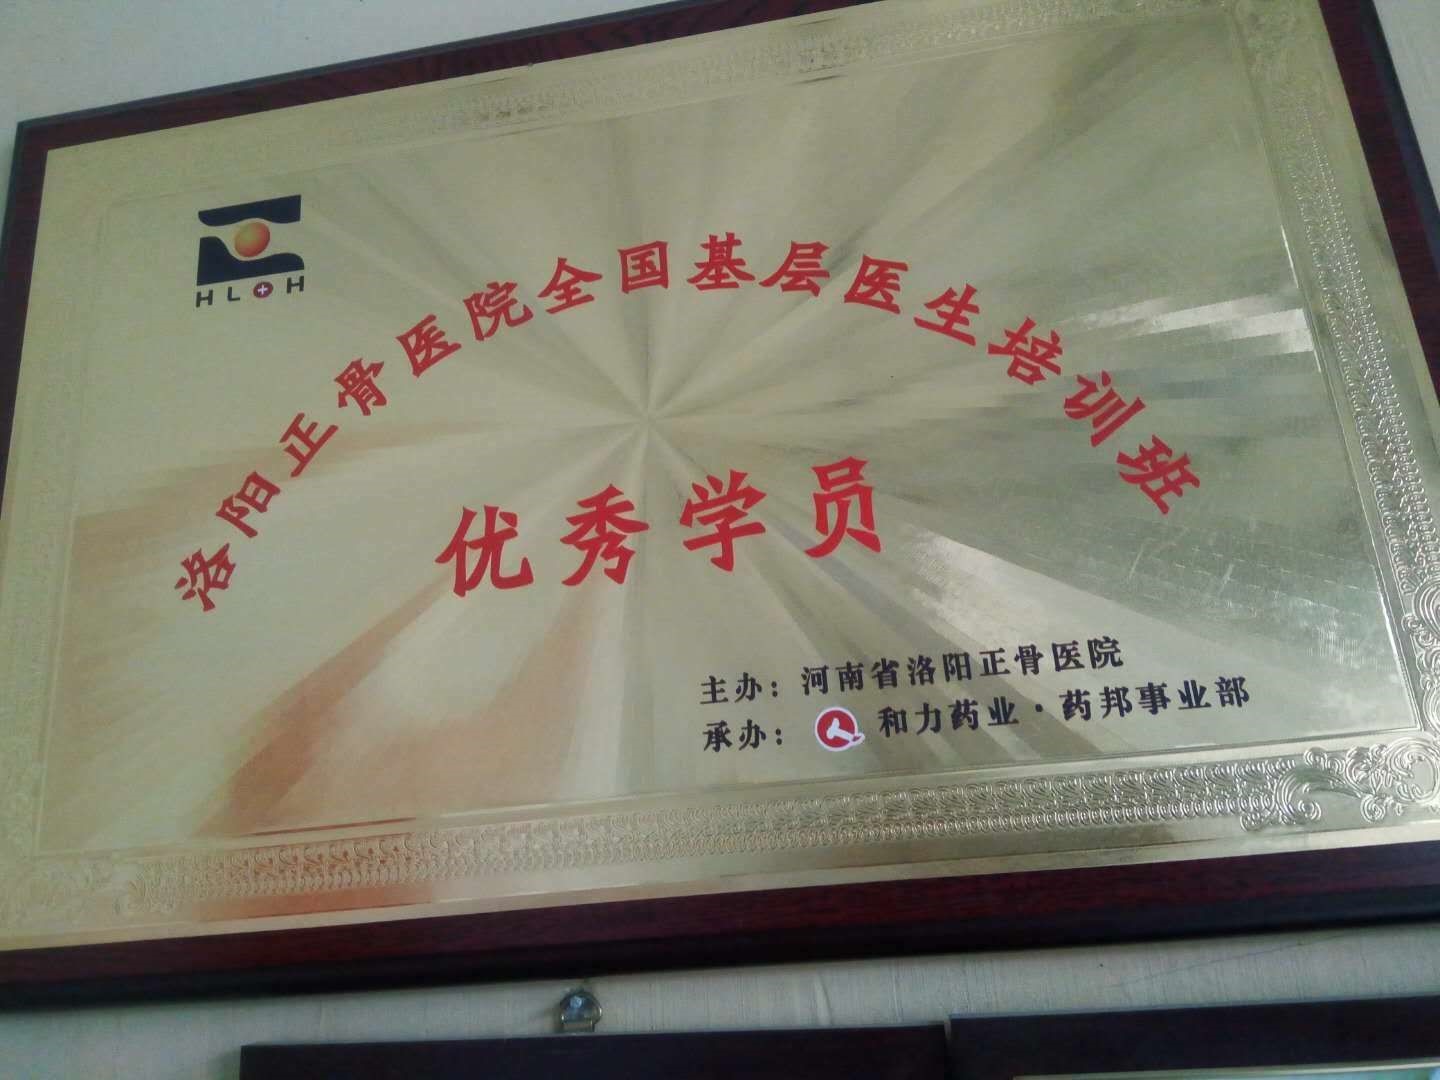 HLOH
洛阳正骨医院全国基层医生培训班
优秀学员
主办：河南省洛阳正骨医院
承办： 和力药业·药邦事业部